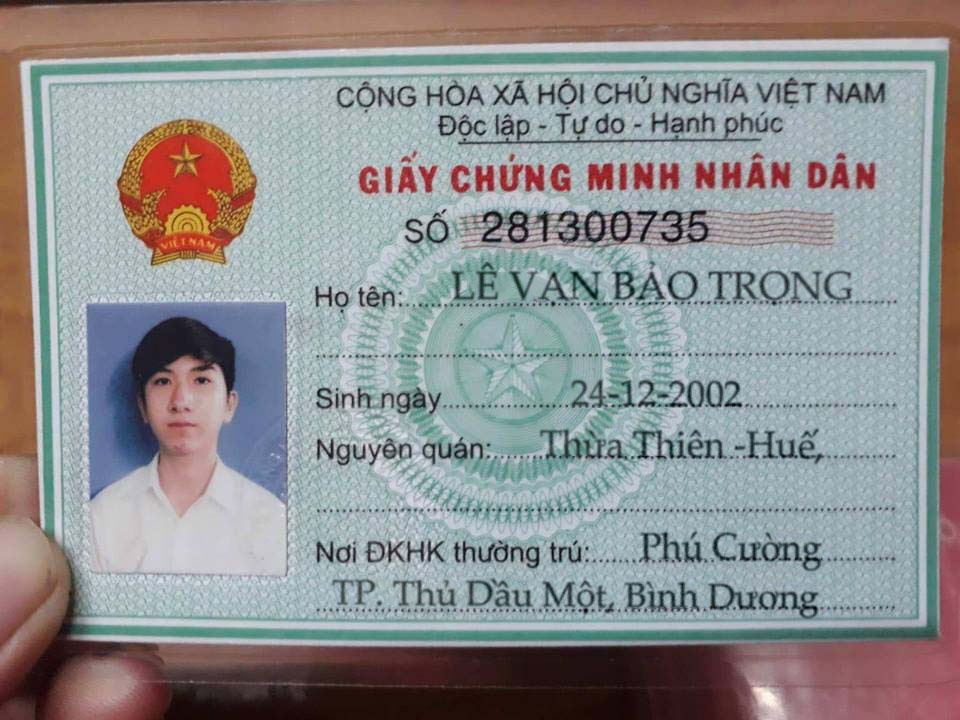 CỘNG HÒA XÃ HỘI CHỦ NGHĨA VIỆT NAM
Độc lập - Tự do - Hạnh phúc
GIẤY CHỨNG MINH NHÂN DÂN
SỐ 281300735
VIỆT NAM
Họ tên: LÊ VẠN BẢO TRỌNG
Sinh ngày 24-12-2002
Nguyên quán: Thừa Thiên -Huế,
Nơi ĐKHK thường trú: Phú Cường
TP. Thủ Dầu Một, Bình Dương